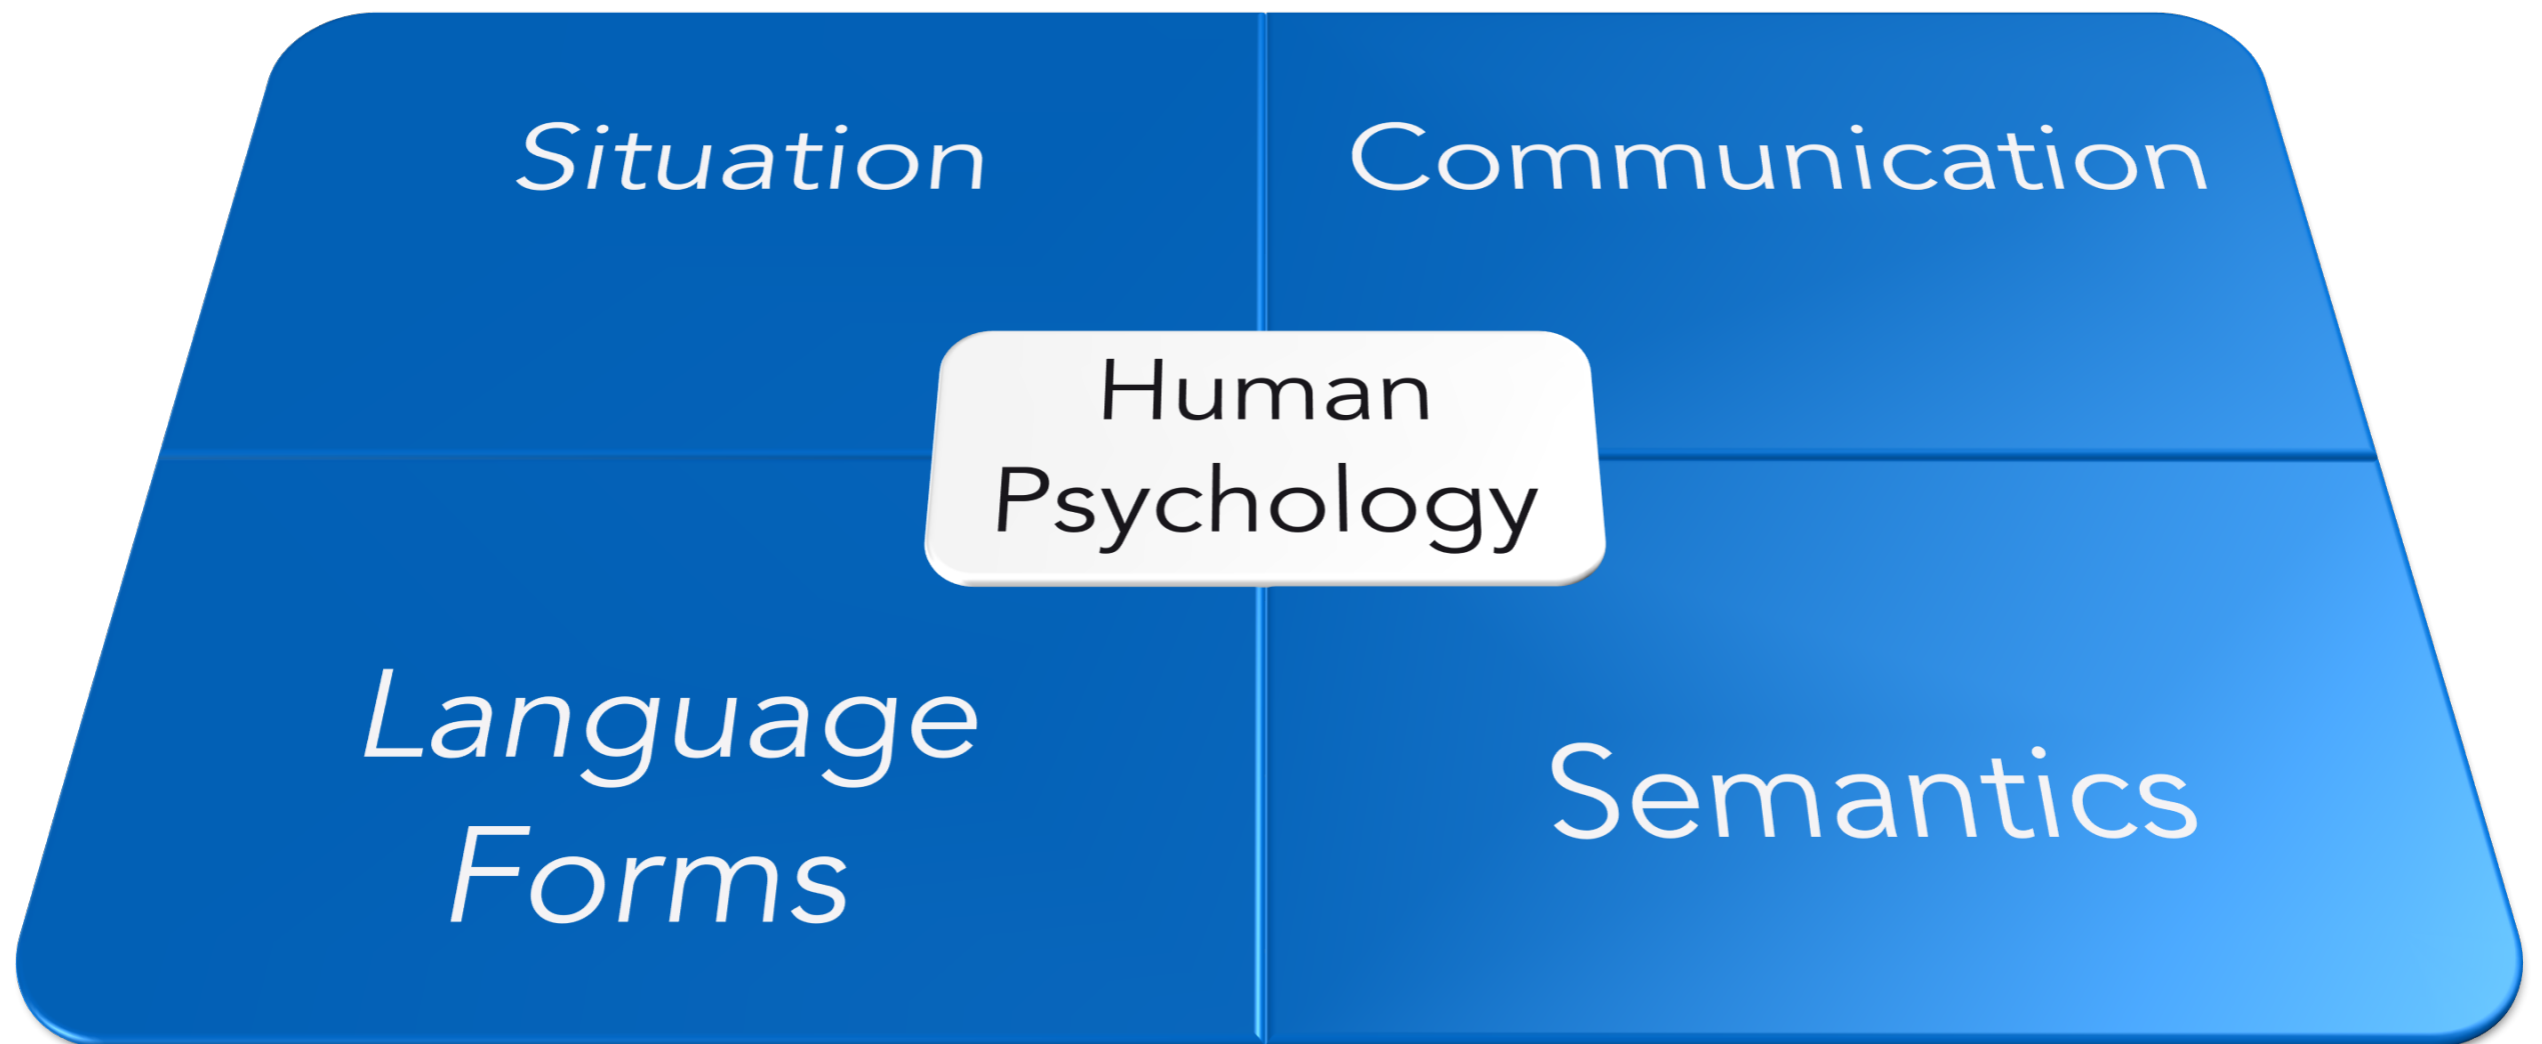 Situation
Communication
Human
Psychology
Language
Forms
Semantics